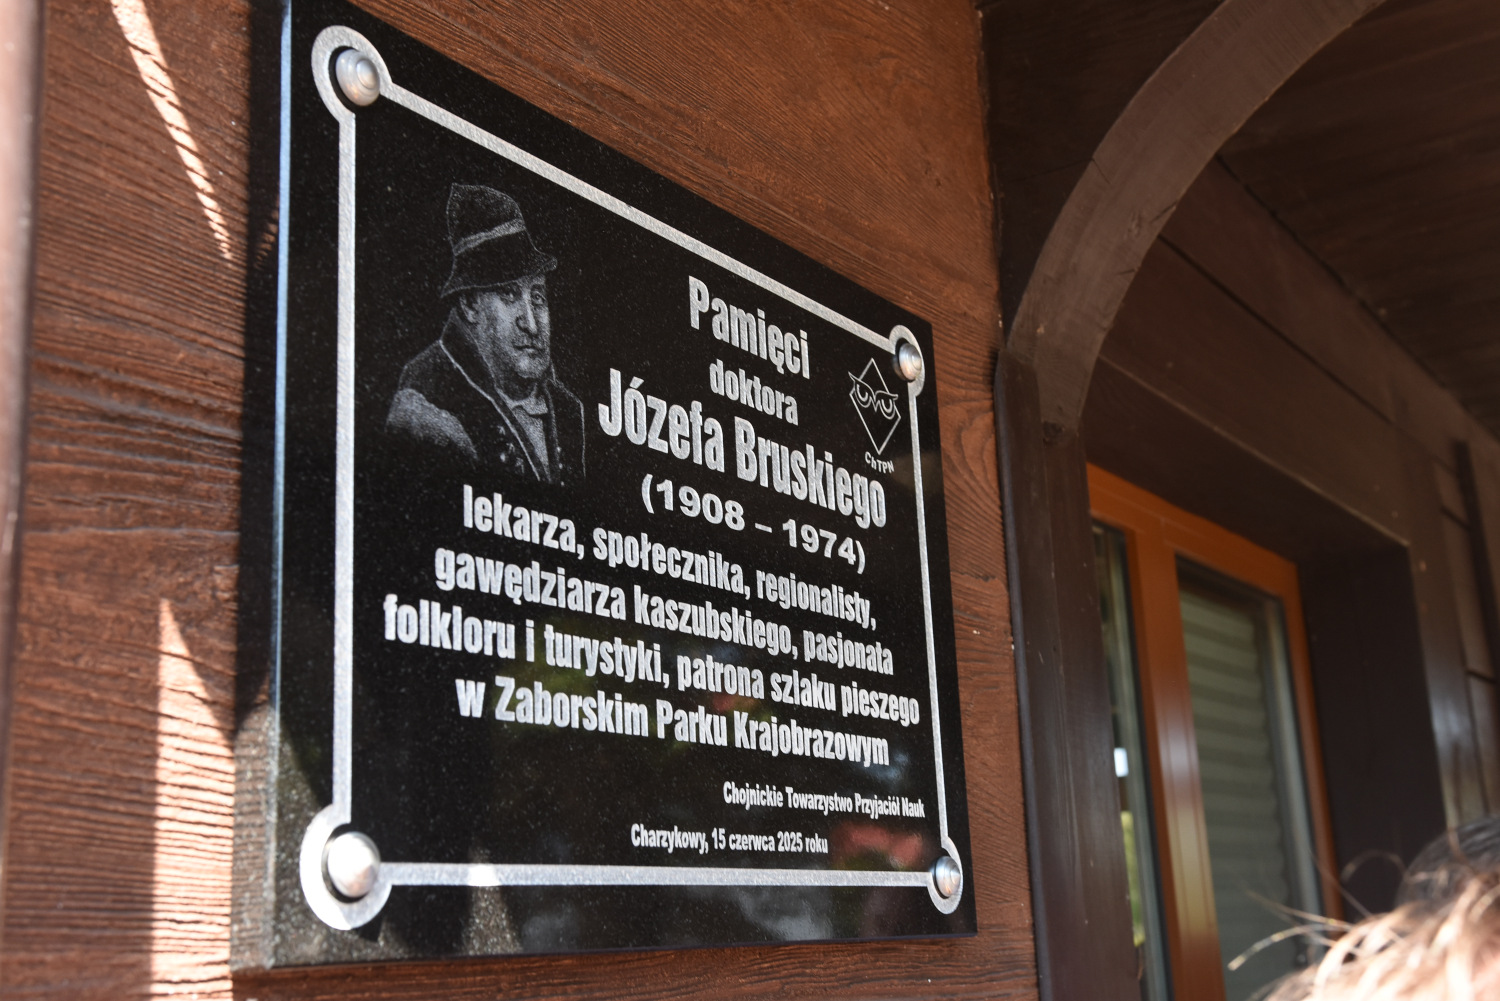 Pamięci
doktora
Józefa Bruskiego
(1908 – 1974)
lekarza, społecznika, regionalisty,
gawędziarza kaszubskiego, pasjonata
folkloru i turystyki, patrona szlaku pieszego
w Zaborskim Parku Krajobrazowym
ChTPN
Chojnickie Towarzystwo Przyjaciół Nauk
Charzykowy, 15 czerwca 2025 roku